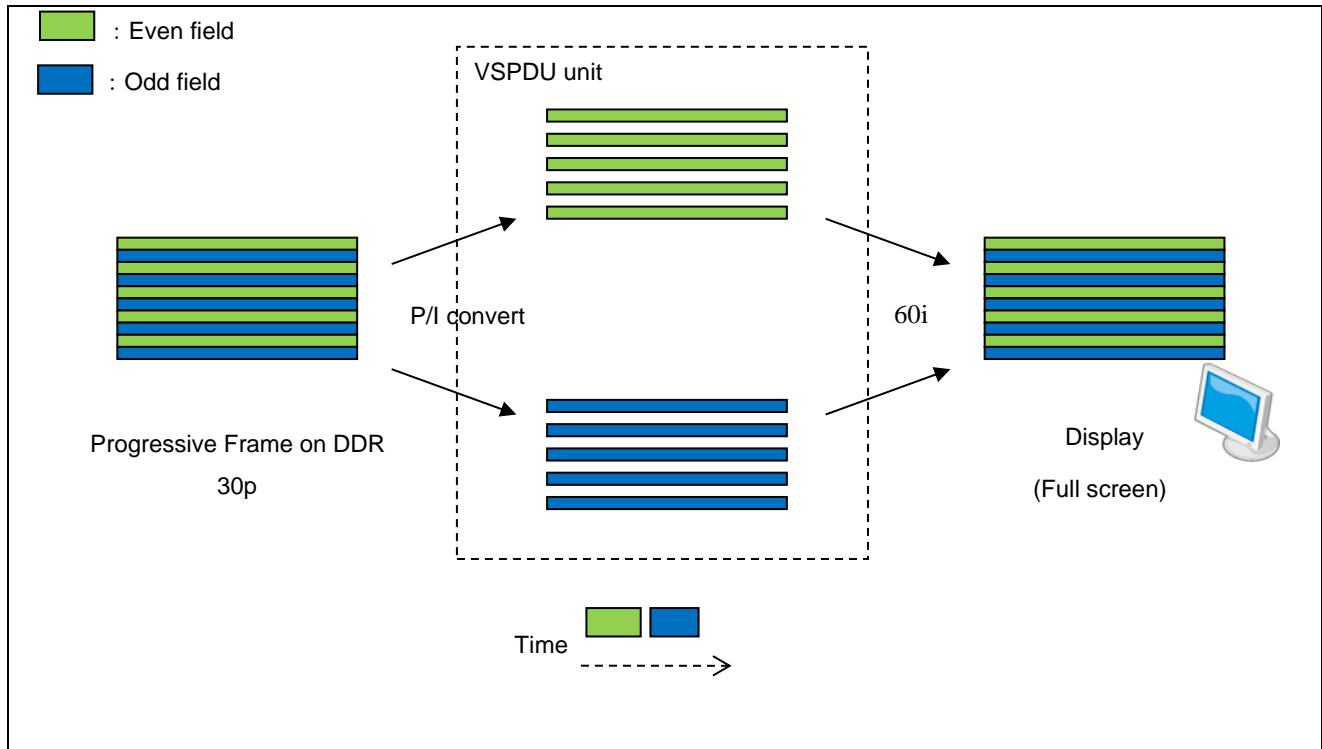 : Even field
: Odd field
VSPDU unit
P/I convert
60i
Progressive Frame on DDR
30p
Display
(Full screen)
Time